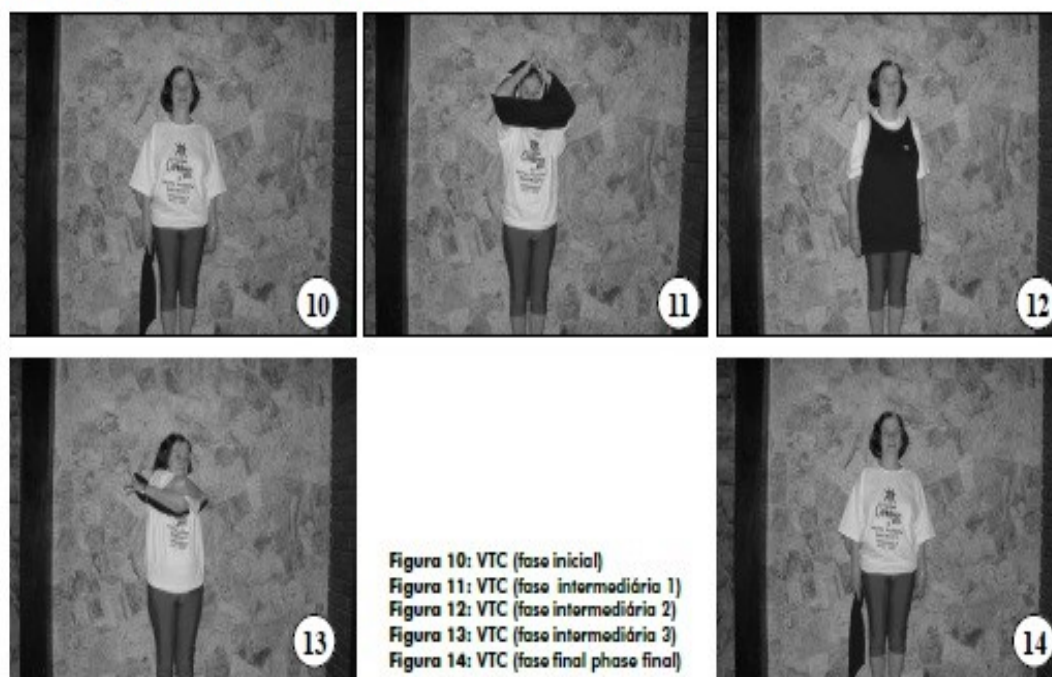 10
11
12
13
Figura 10: VTC (fase inicial)
Figura 11: VTC (fase intermediária 1)
Figura 12: VTC (fase intermediária 2)
Figura 13: VTC (fase intermediária 3)
Figura 14: VTC (fase final phase final)
14